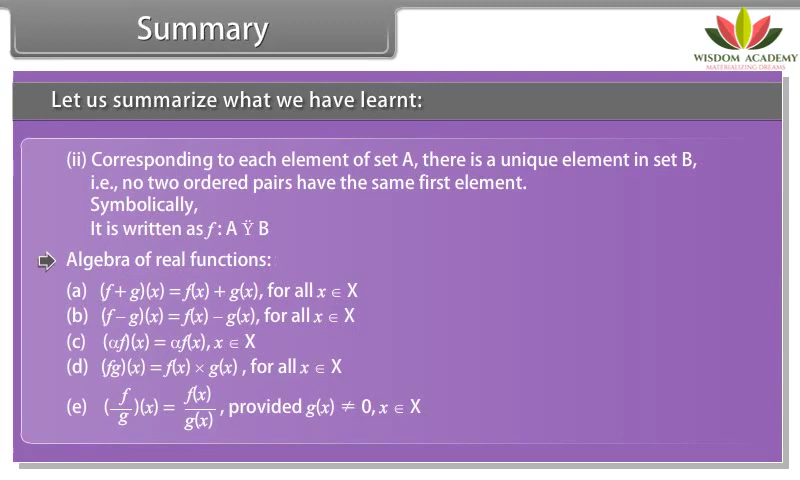 Summary
WISDOM ACADEMY
MATERIALIZING DREAMS
Let us summarize what we have learnt:
(ii) Corresponding to each element of set A, there is a unique element in set B,
i.e., no two ordered pairs have the same first element.
Symbolically,
It is written as f : A Ÿ B
Algebra of real functions:
(a) (f + g)(x) = f(x) + g(x), for all x ∈ X
(b) (f – g)(x) = f(x) – g(x), for all x ∈ X
(c) (αf)(x) = αf(x), x ∈ X
(d) (fg)(x) = f(x) × g(x) , for all x ∈ X
(e) (f/g)(x) = f(x)/g(x) , provided g(x) ≠ 0, x ∈ X